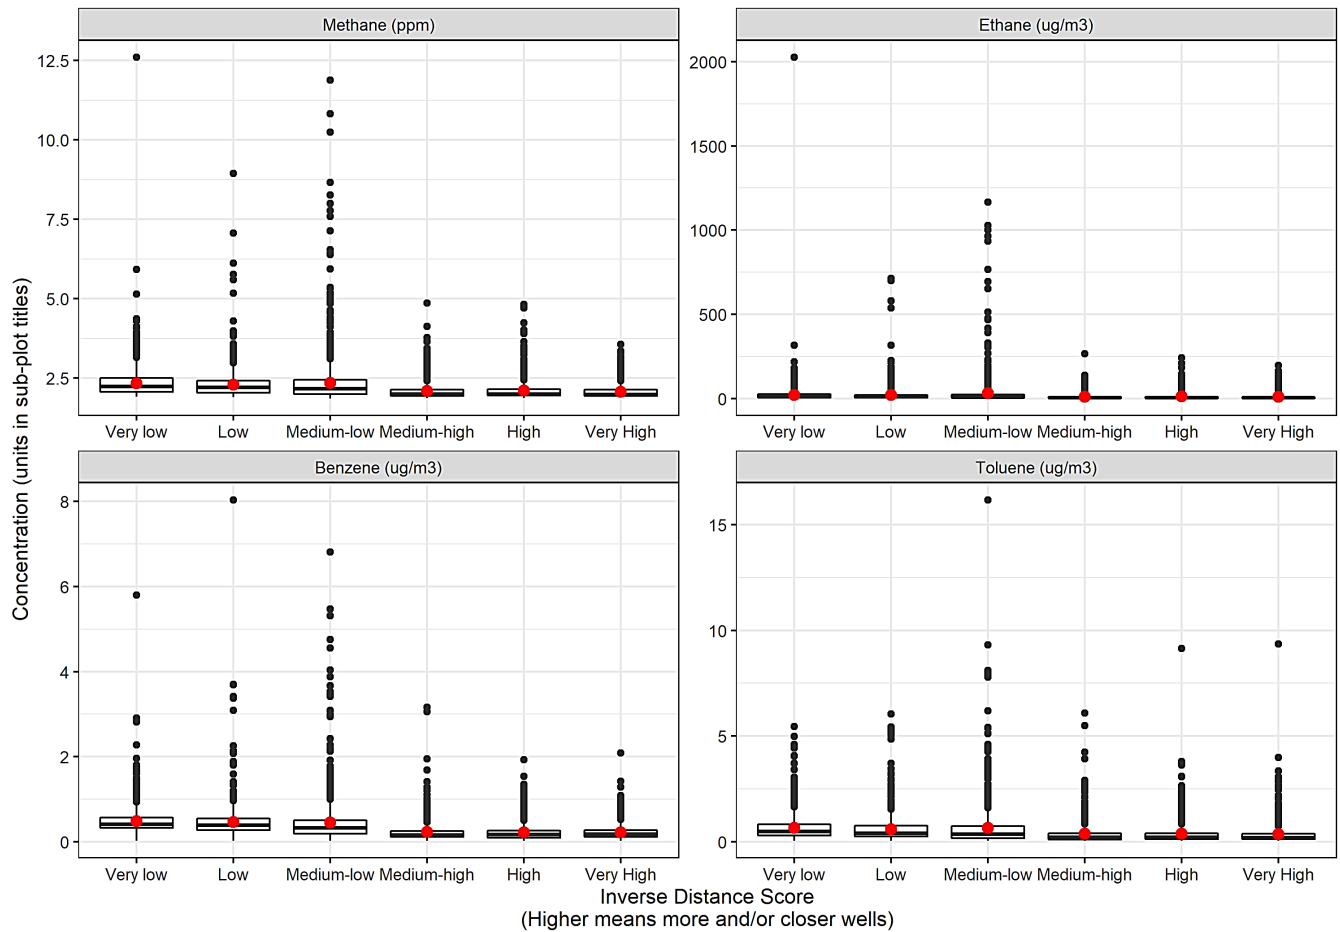 Methane (ppm)
Ethane (ug/m3)
12.5
10.0
7.5
5.0
2.5
2000
1500
1000
500
0
Very low Low Medium-low Medium-high High Very High
Very low Low Medium-low Medium-high High Very High
Benzene (ug/m3)
Toluene (ug/m3)
8
6
4
2
0
15
10
5
0
Very low Low Medium-low Medium-high High Very High
Very low Low Medium-low Medium-high High Very High
Concentration (units in sub-plot titles)
Inverse Distance Score
(Higher means more and/or closer wells)